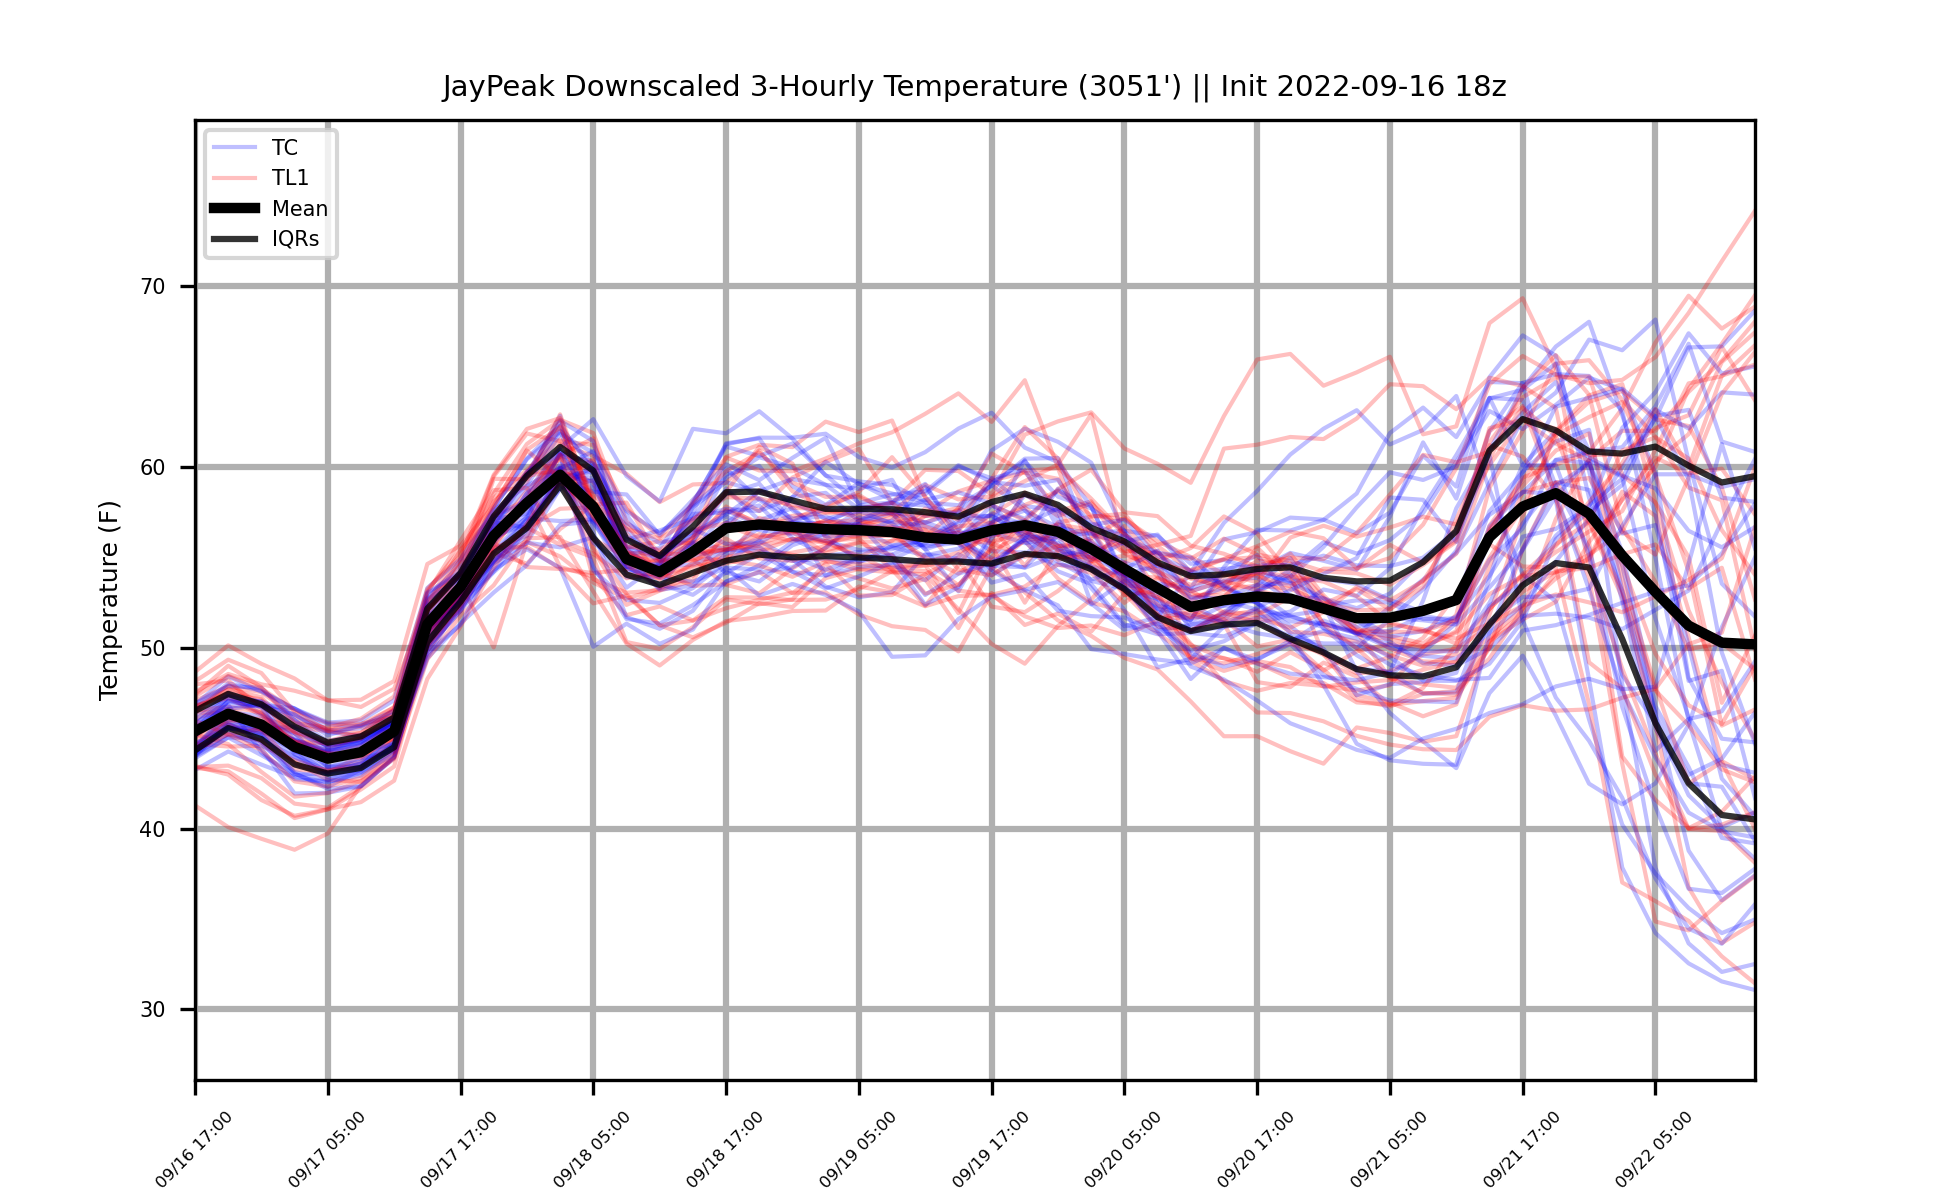 JayPeak Downscaled 3-Hourly Temperature (3051') || Init 2022-09-16 18z
TC
TL1
Mean
IQRs
Temperature (F)
70
60
50
40
30
09/16 17:00
09/17 05:00
09/17 17:00
09/18 05:00
09/18 17:00
09/19 05:00
09/19 17:00
09/20 05:00
09/20 17:00
09/21 05:00
09/21 17:00
09/22 05:00